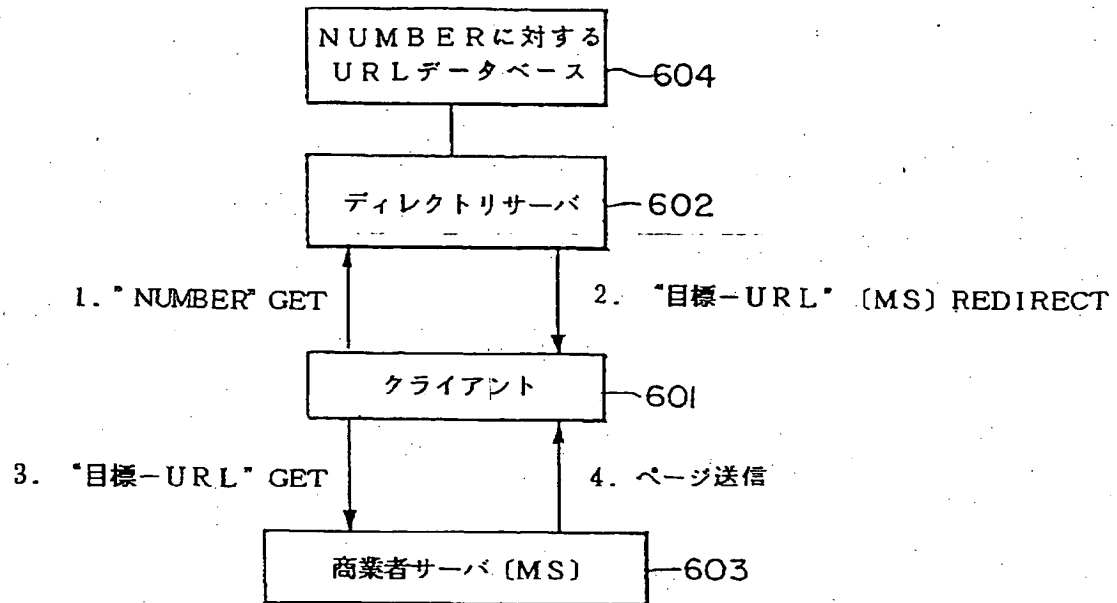 NUMBERに対する
URLデータベース
604
ディレクトリサーバ
602
1. "NUMBER" GET
2. "目標-URL" 〔MS〕 REDIRECT
クライアント
601
3. "目標-URL" GET
4. ページ送信
商業者サーバ〔MS〕
603